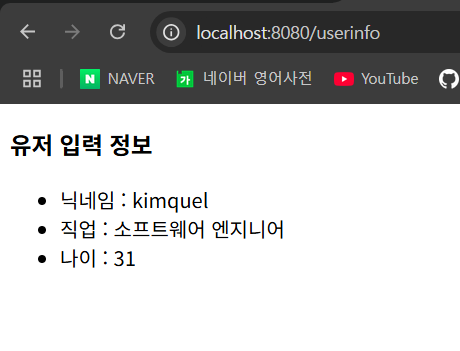 localhost:8080/userinfo
NAVER 네이버 영어사전 YouTube
유저 입력 정보
닉네임 : kimquel
직업 : 소프트웨어 엔지니어
나이 : 31